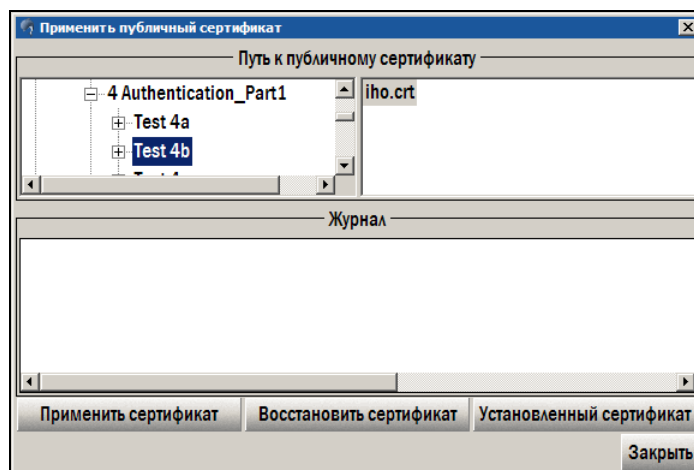 Применить публичный сертификат
Путь к публичному сертификату
4 Authentication_Part1
iho.crt
Test 4a
Test 4b
Журнал
Применить сертификат Восстановить сертификат Установленный сертификат
Закрыть